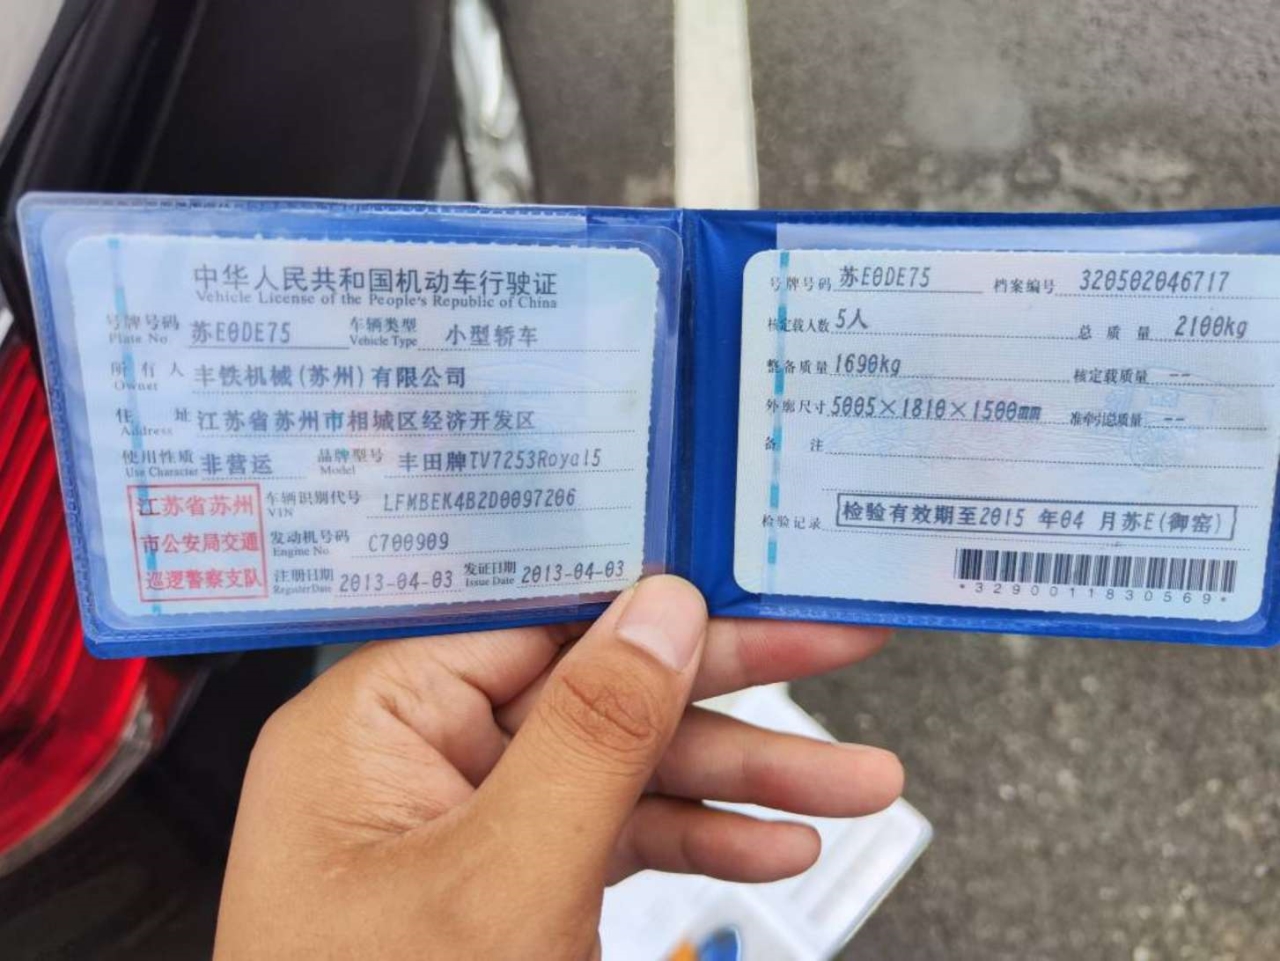 中华人民共和国机动车行驶证
Vehicle License of the People's Republic of China
号牌号码 苏E0DE75 车辆类型 小型轿车
Plate No. Vehicle Type
所有人 丰铁机械(苏州)有限公司
Owner
住址 江苏省苏州市相城区经济开发区
Address
使用性质 非营运 品牌型号 丰田牌TV7253Royal5
Use Character Model
江苏省苏州
市公安局交通
巡逻警察支队
车辆识别代号 LFMBEK4B2D0097206
VIN
发动机号码 C700909
Engine No.
注册日期 2013-04-03 发证日期 2013-04-03
Register Date Issue Date
号牌号码 苏E0DE75 档案编号 320502046717
核定载人数 5人 总质量 2100kg
整备质量 1690kg 核定载质量 --
外廓尺寸 5005×1810×1500mm 准牵引总质量 --
备注
检验记录 检验有效期至2015 年04 月苏E(御窑)
*3290011830569*